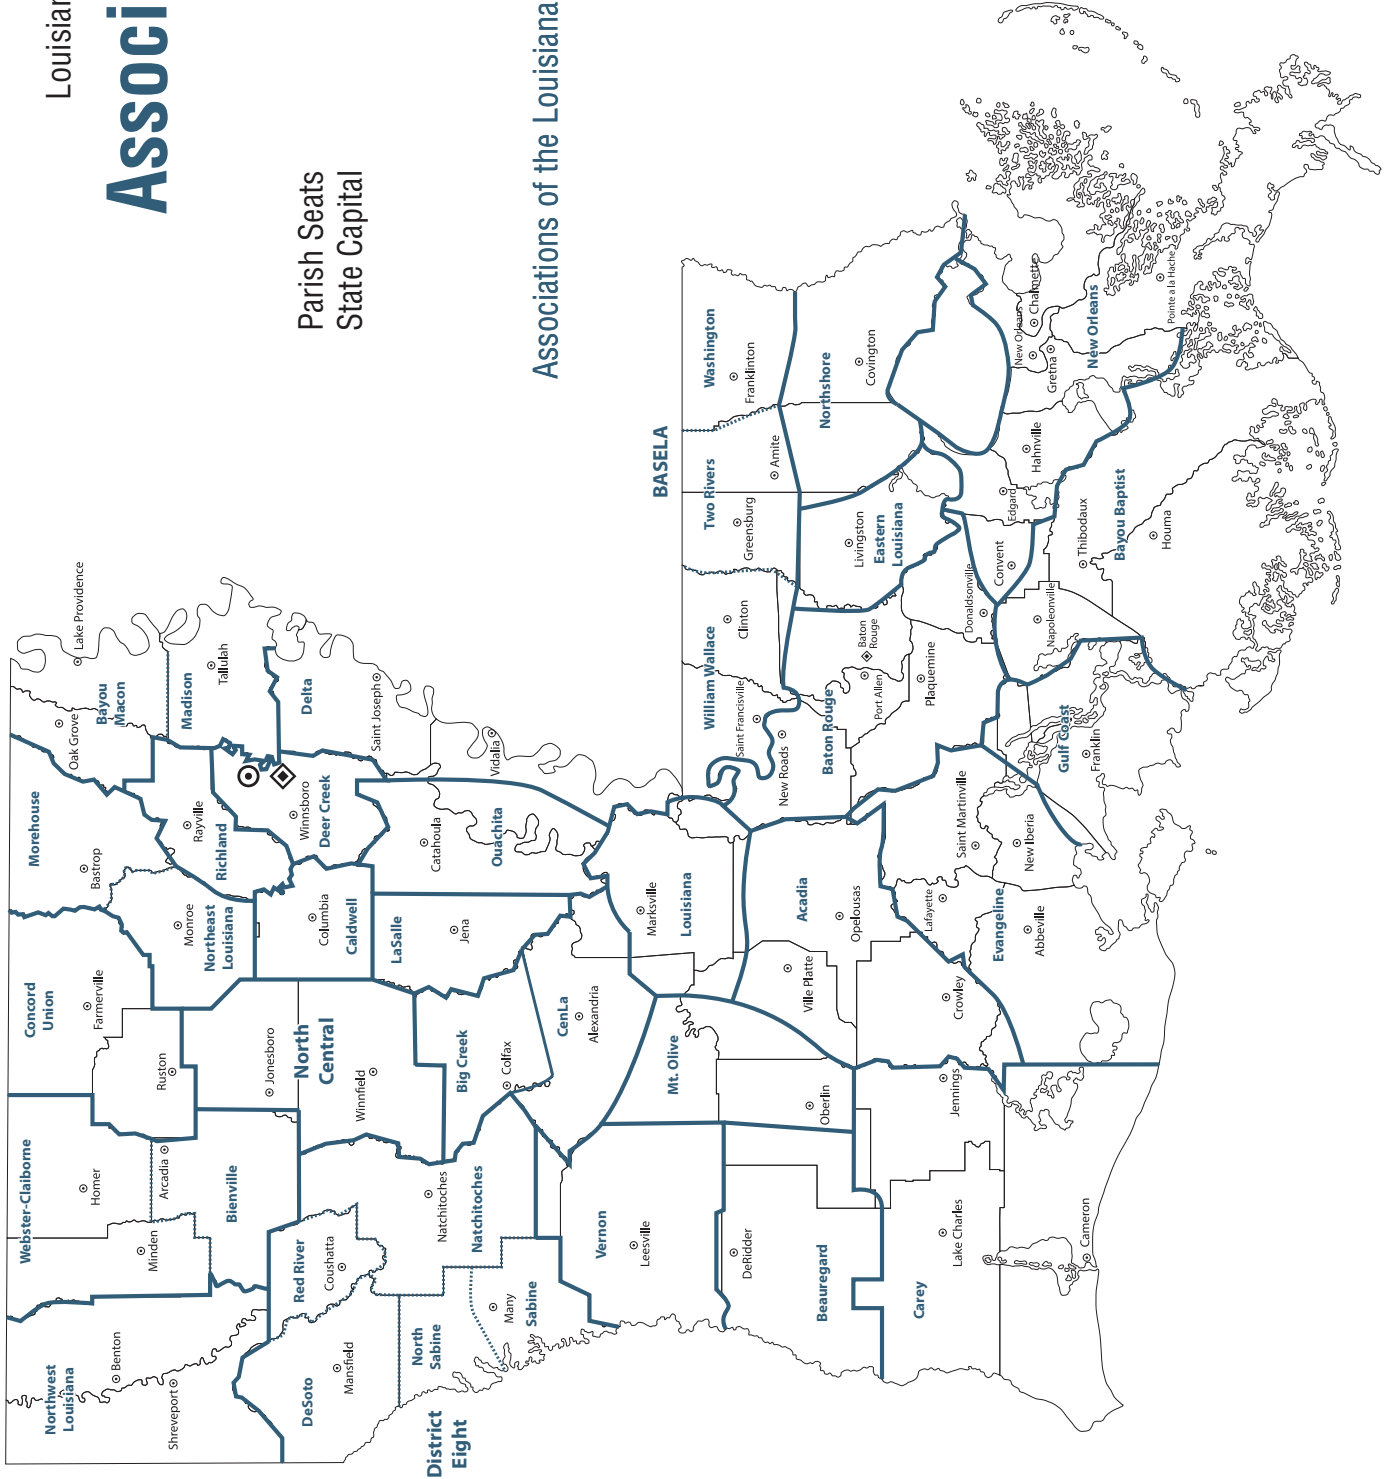 Louisian
Associ
Parish Seats
State Capital
Associations of the Louisiana
Northwest
Louisiana
Benton
Shreveport
Webster-Claiborne
Homer
Minden
Arcadia
Bienville
Concord
Union
Farmerville
Ruston
Morehouse
Bastrop
Northeast
Louisiana
Monroe
Richland
Rayville
Bayou
Macon
Oak Grove
Lake Providence
Madison
Tallulah
Delta
Saint Joseph
Deer Creek
Winnsboro
Caldwell
Columbia
North
Central
Jonesboro
Winnfield
Red River
Coushatta
DeSoto
Mansfield
District
Eight
North
Sabine
Sabine
Many
Natchitoches
Natchitoches
Big Creek
Colfax
LaSalle
Jena
Ouachita
Catahoula
Vidalia
CenLa
Alexandria
Vernon
Leesville
Mt. Olive
Oberlin
Louisiana
Marksville
Beauregard
DeRidder
Carey
Lake Charles
Cameron
Jennings
Acadia
Opelousas
Ville Platte
Crowley
Evangeline
Lafayette
Abbeville
Saint Martinville
New Iberia
Gulf Coast
Franklin
BASELA
William Wallace
Saint Francisville
Clinton
Two Rivers
Greensburg
Amite
Washington
Franklinton
Northshore
Covington
Eastern
Louisiana
Livingston
Baton Rouge
New Roads
Port Allen
Baton
Rouge
Plaquemine
Donaldsonville
Convent
Edgard
Hahnville
Napoleonville
Bayou Baptist
Thibodaux
Houma
New Orleans
New Orleans
Gretna
Chalmette
Pointe a la Hache